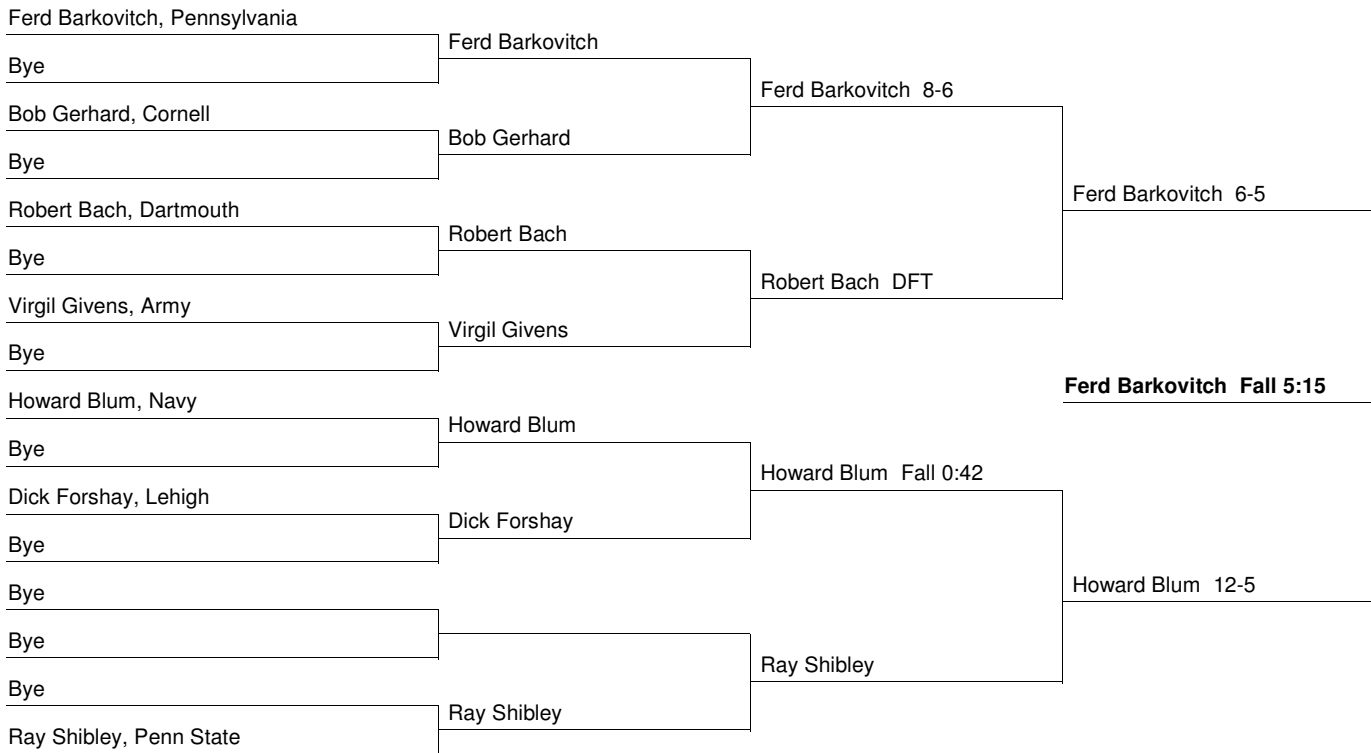 Ferd Barkovitch, Pennsylvania
Bye
Bob Gerhard, Cornell
Bye
Robert Bach, Dartmouth
Bye
Virgil Givens, Army
Bye
Howard Blum, Navy
Bye
Dick Forshay, Lehigh
Bye
Bye
Bye
Bye
Ray Shibley, Penn State
Ferd Barkovitch
Bob Gerhard
Robert Bach
Virgil Givens
Howard Blum
Dick Forshay
Ray Shibley
Ferd Barkovitch 8-6
Robert Bach DFT
Howard Blum Fall 0:42
Ray Shibley
Ferd Barkovitch 6-5
Howard Blum 12-5
Ferd Barkovitch Fall 5:15